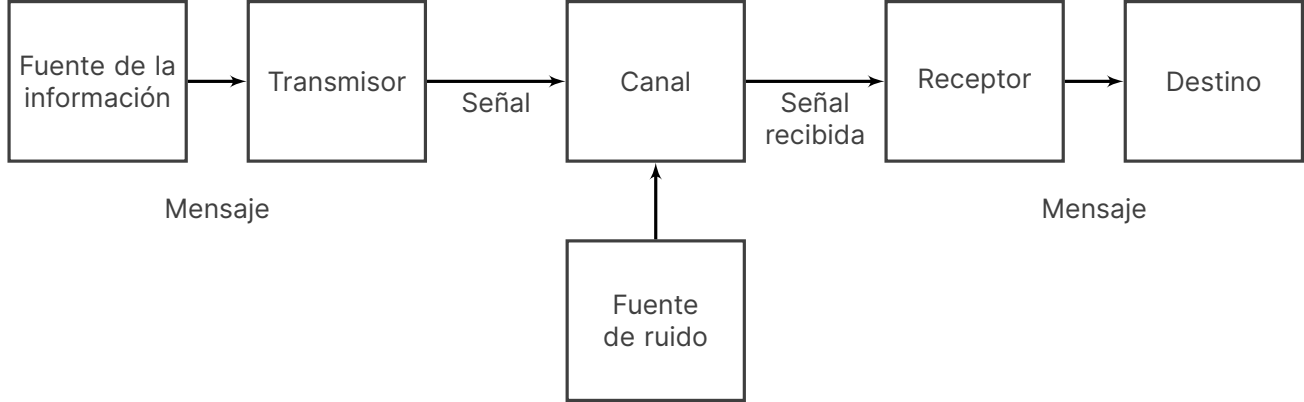 Fuente de la
información
Transmisor
Señal
Canal
Señal
recibida
Receptor
Destino
Mensaje
Mensaje
Fuente
de ruido